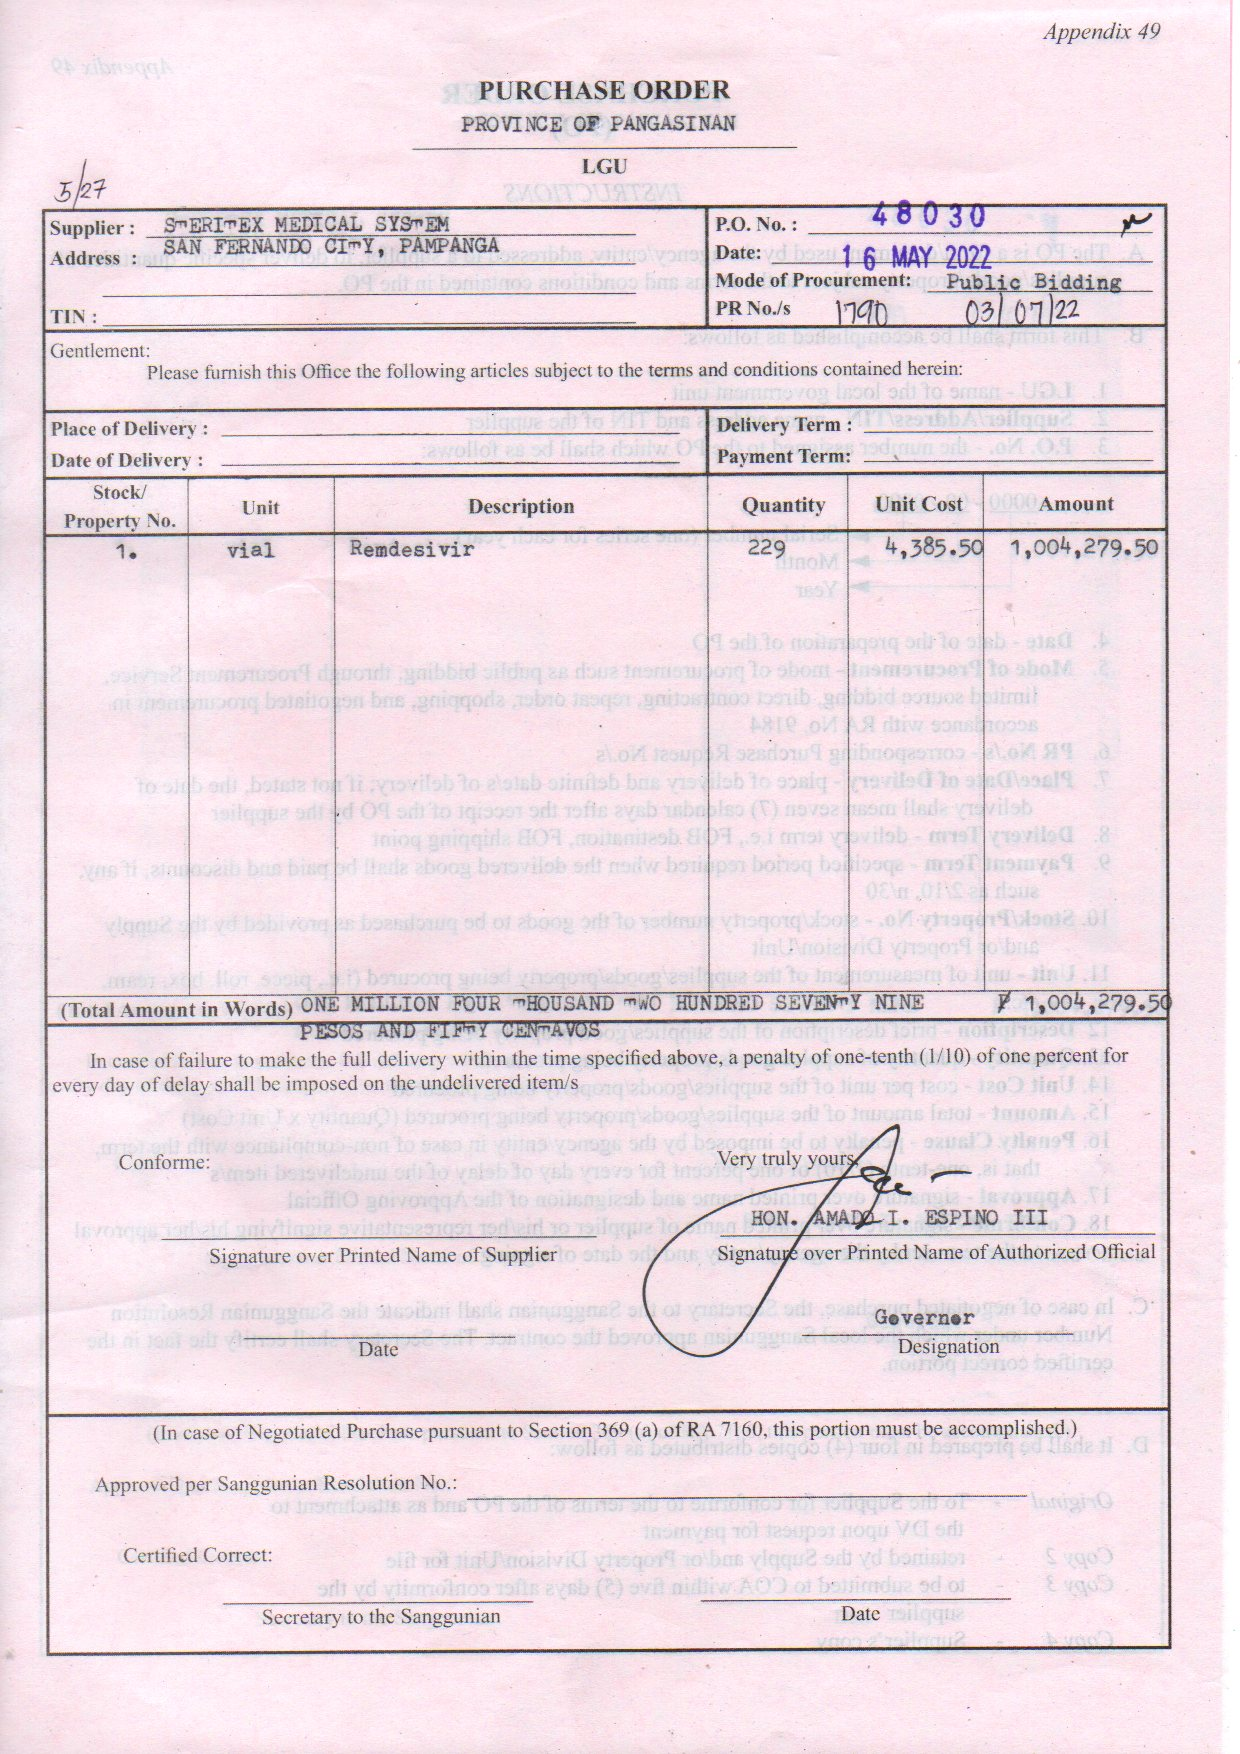 Appendix 49
PURCHASE ORDER
PROVINCE OF PANGASINAN
LGU
5/27
Supplier : STERITEX MEDICAL SYSTEM
Address : SAN FERNANDO CITY, PAMPANGA
TIN :
P.O. No. : 48030
Date: 16 MAY 2022
Mode of Procurement: Public Bidding
PR No./s 1790 03/07/22
Gentlement:
Please furnish this Office the following articles subject to the terms and conditions contained herein:
Place of Delivery :
Date of Delivery :
Delivery Term :
Payment Term:
Stock/ Property No. Unit Description Quantity Unit Cost Amount
1. vial Remdesivir 229 4,385.50 1,004,279.50
(Total Amount in Words) ONE MILLION FOUR THOUSAND TWO HUNDRED SEVENTY NINE ₱ 1,004,279.50
PESOS AND FIFTY CENTAVOS
In case of failure to make the full delivery within the time specified above, a penalty of one-tenth (1/10) of one percent for
every day of delay shall be imposed on the undelivered item/s
Conforme:
Very truly yours,
HON. AMADO I. ESPINO III
Signature over Printed Name of Supplier
Signature over Printed Name of Authorized Official
Governor
Date
Designation
(In case of Negotiated Purchase pursuant to Section 369 (a) of RA 7160, this portion must be accomplished.)
Approved per Sanggunian Resolution No.:
Certified Correct:
Secretary to the Sanggunian
Date